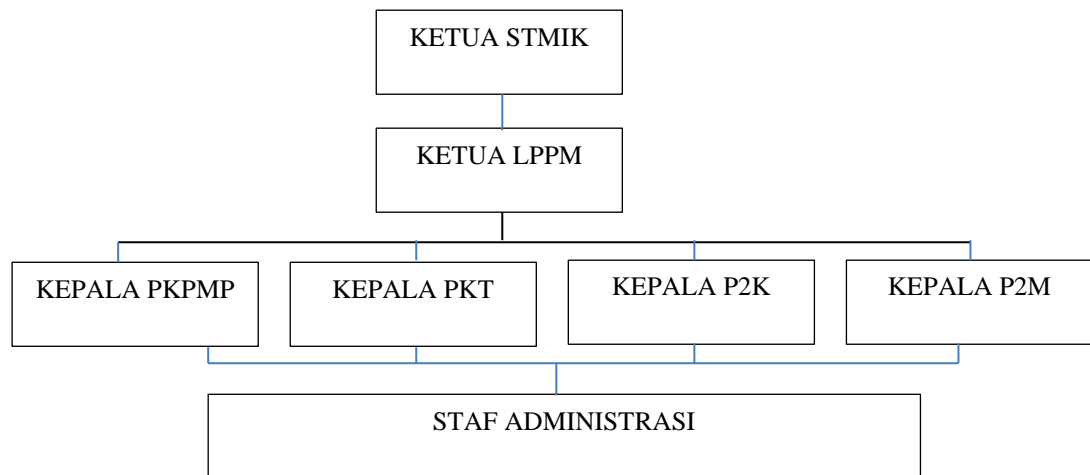 KETUA STMIK
KETUA LPPM
KEPALA PKPMP
KEPALA PKT
KEPALA P2K
KEPALA P2M
STAF ADMINISTRASI